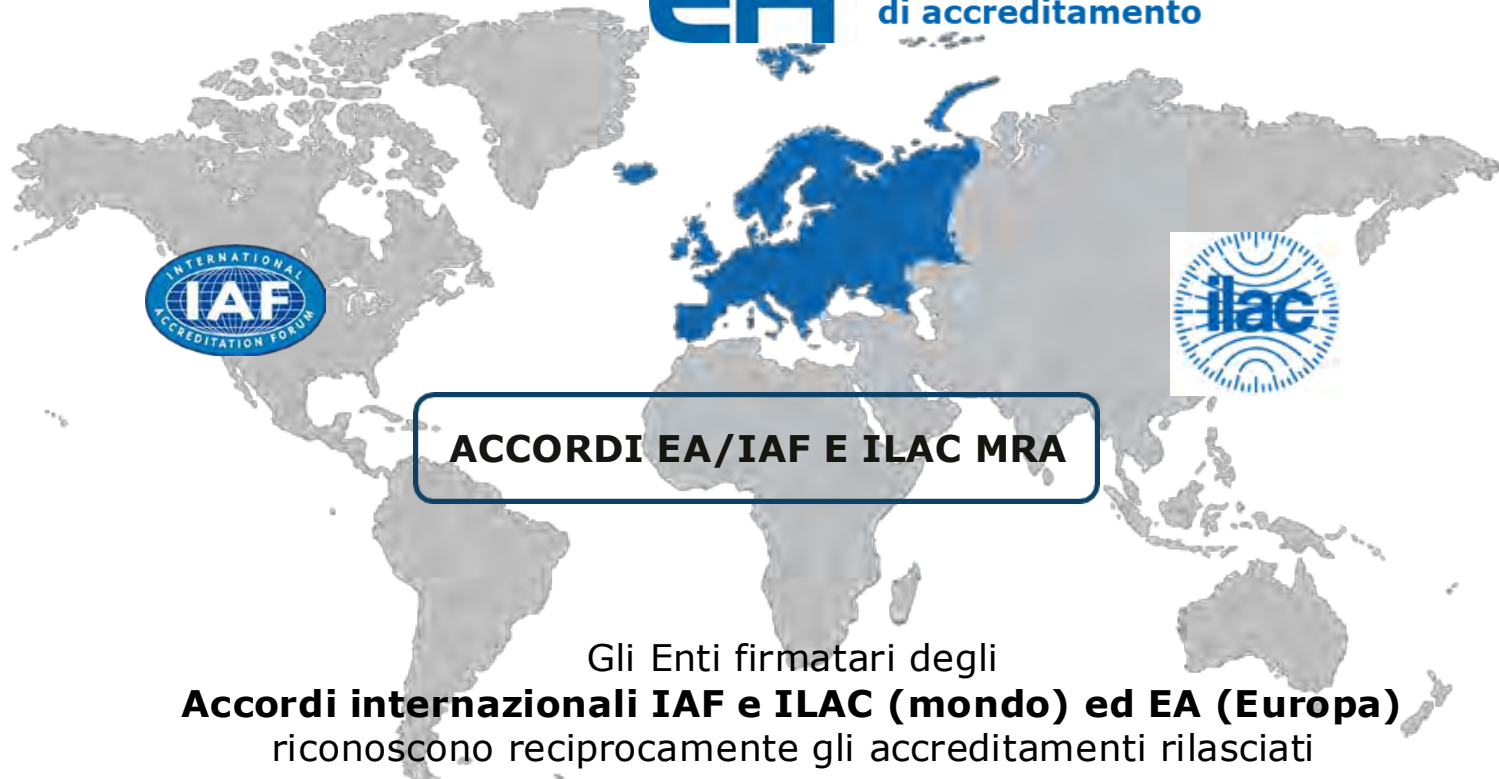 EA
di accreditamento
INTERNATIONAL
IAF
ACCREDITATION FORUM
ilac
ACCORDI EA/IAF E ILAC MRA
Gli Enti firmatari degli
Accordi internazionali IAF e ILAC (mondo) ed EA (Europa)
riconoscono reciprocamente gli accreditamenti rilasciati